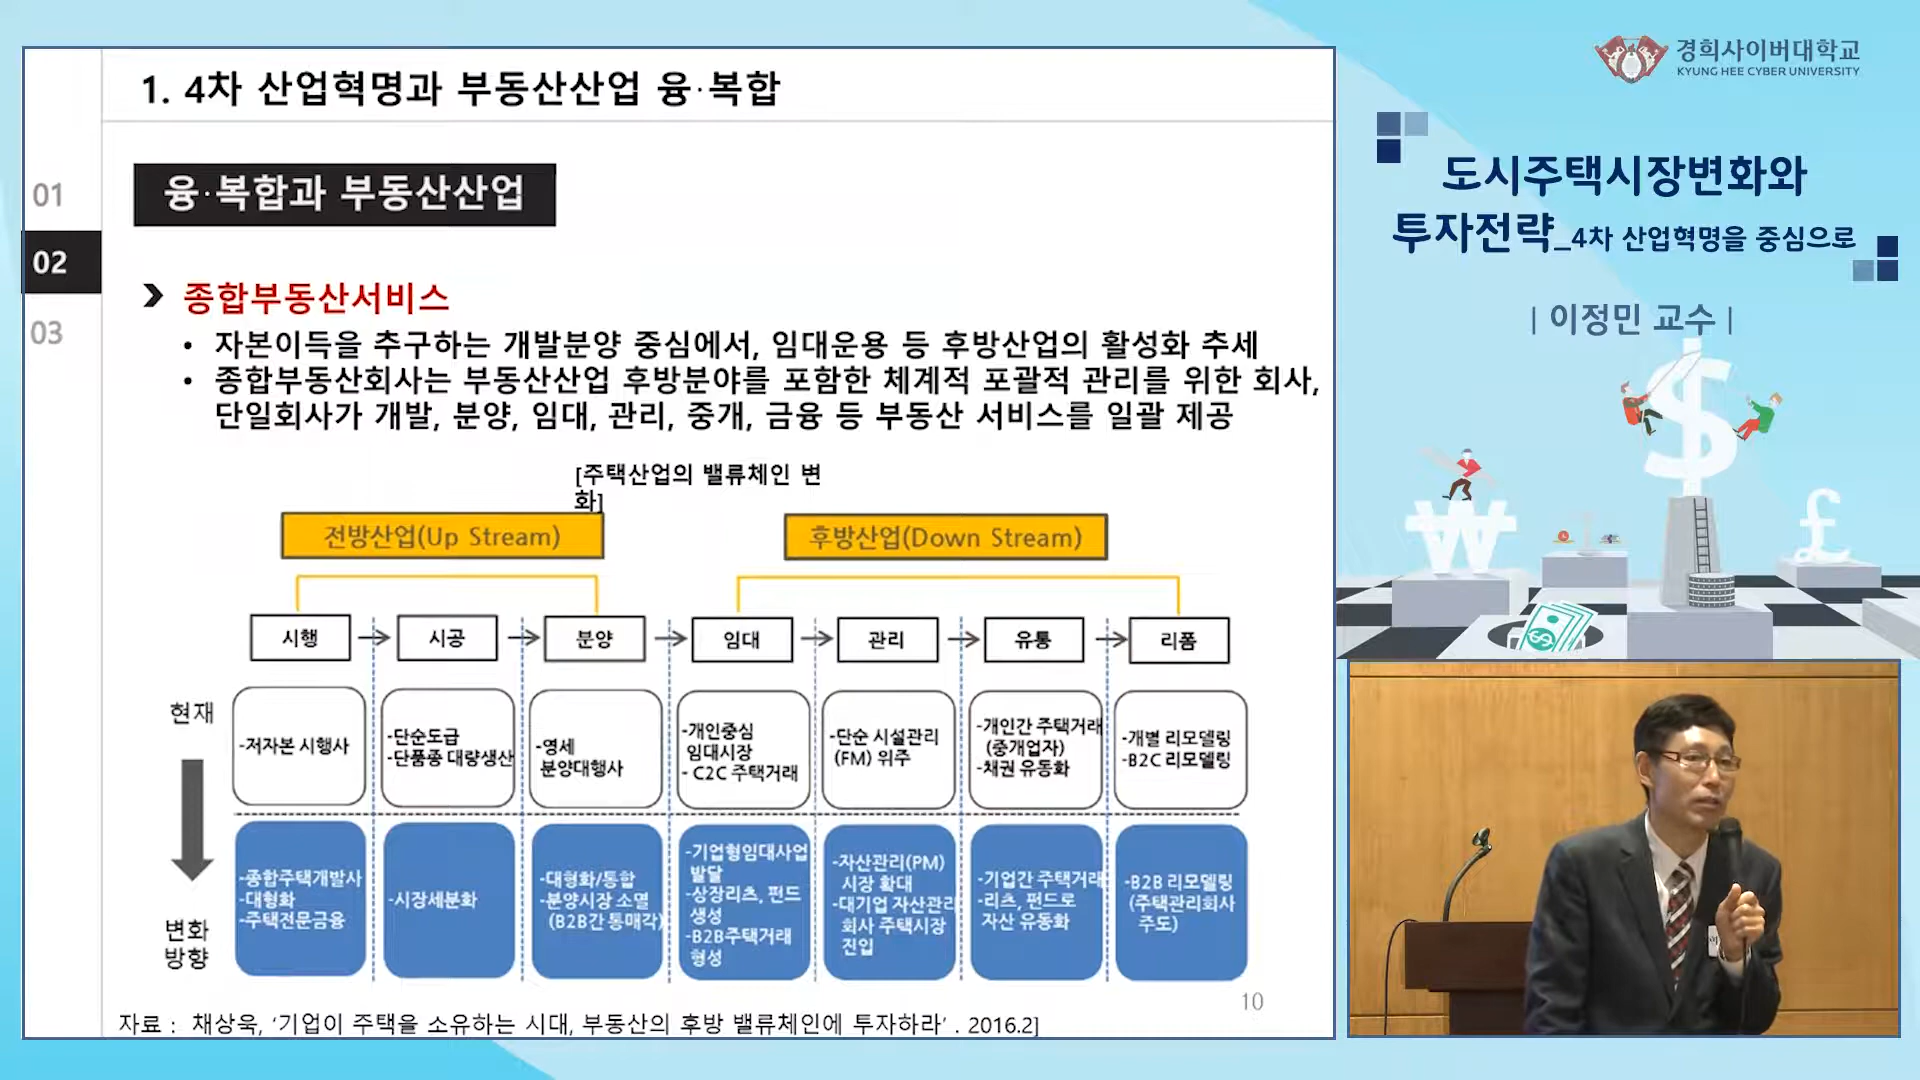 1. 4차 산업혁명과 부동산산업 융·복합
01
02
03
융·복합과 부동산산업
종합부동산서비스
• 자본이득을 추구하는 개발분양 중심에서, 임대운용 등 후방산업의 활성화 추세
• 종합부동산회사는 부동산산업 후방분야를 포함한 체계적 포괄적 관리를 위한 회사,
단일회사가 개발, 분양, 임대, 관리, 중개, 금융 등 부동산 서비스를 일괄 제공
[주택산업의 밸류체인 변
화]
전방산업(Up Stream)
후방산업(Down Stream)
시행
시공
분양
임대
관리
유통
리폼
현재
-저자본 시행사
-단순도급
-단품종 대량생산
-영세
분양대행사
-개인중심
임대시장
- C2C 주택거래
-단순 시설관리
(FM) 위주
-개인간 주택거래
(중개업자)
-채권 유동화
-개별 리모델링
-B2C 리모델링
변화
방향
-종합주택개발사
-대형화
-주택전문금융
-시장세분화
-대형화/통합
-분양시장 소멸
(B2B간 통매각)
-기업형임대사업
발달
-상장리츠, 펀드
생성
-B2B주택거래
형성
-자산관리(PM)
시장 확대
-대기업 자산관리
회사 주택시장
진입
-기업간 주택거래
-리츠, 펀드로
자산 유동화
-B2B 리모델링
(주택관리회사
주도)
10
자료 : 채상욱, ‘기업이 주택을 소유하는 시대, 부동산의 후방 밸류체인에 투자하라’ . 2016.2]
경희사이버대학교
KYUNG HEE CYBER UNIVERSITY
도시주택시장변화와
투자전략_4차 산업혁명을 중심으로
| 이정민 교수 |